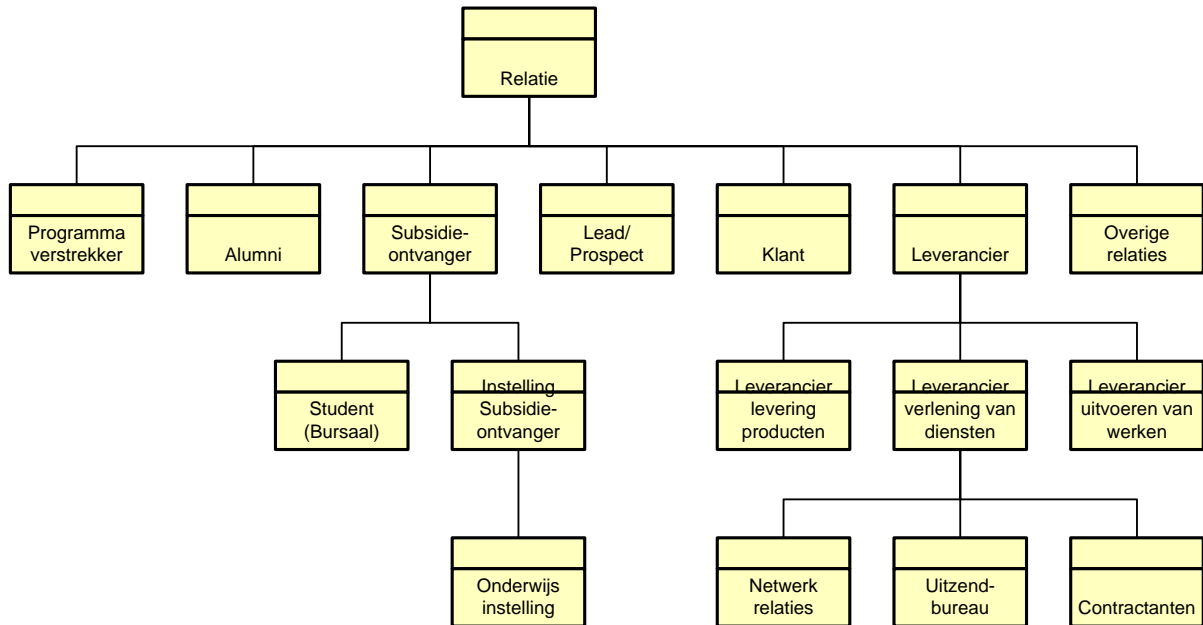 Relatie
Programma
verstrekker
Alumni
Subsidie-
ontvanger
Lead/
Prospect
Klant
Leverancier
Overige
relaties
Student
(Bursaal)
Instelling
Subsidie-
ontvanger
Leverancier
levering
producten
Leverancier
verlening van
diensten
Leverancier
uitvoeren van
werken
Onderwijs
instelling
Netwerk
relaties
Uitzend-
bureau
Contractanten